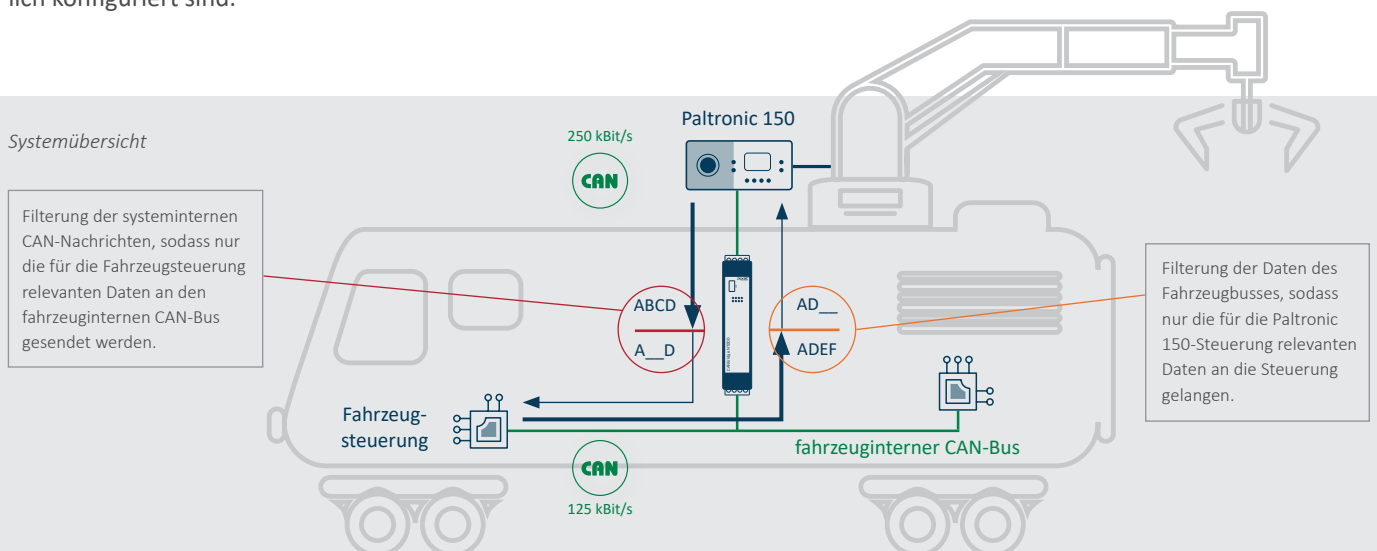 lich konfiguriert sind.
Systemübersicht
250 kBit/s
CAN
Paltronic 150
Filterung der systeminternen
CAN-Nachrichten, sodass nur
die für die Fahrzeugsteuerung
relevanten Daten an den
fahrzeuginternen CAN-Bus
gesendet werden.
ABCD
A__D
AD__
ADEF
Filterung der Daten des
Fahrzeugbusses, sodass
nur die für die Paltronic
150-Steuerung relevanten
Daten an die Steuerung
gelangen.
Fahrzeug-
steuerung
fahrzeuginterner CAN-Bus
CAN
125 kBit/s